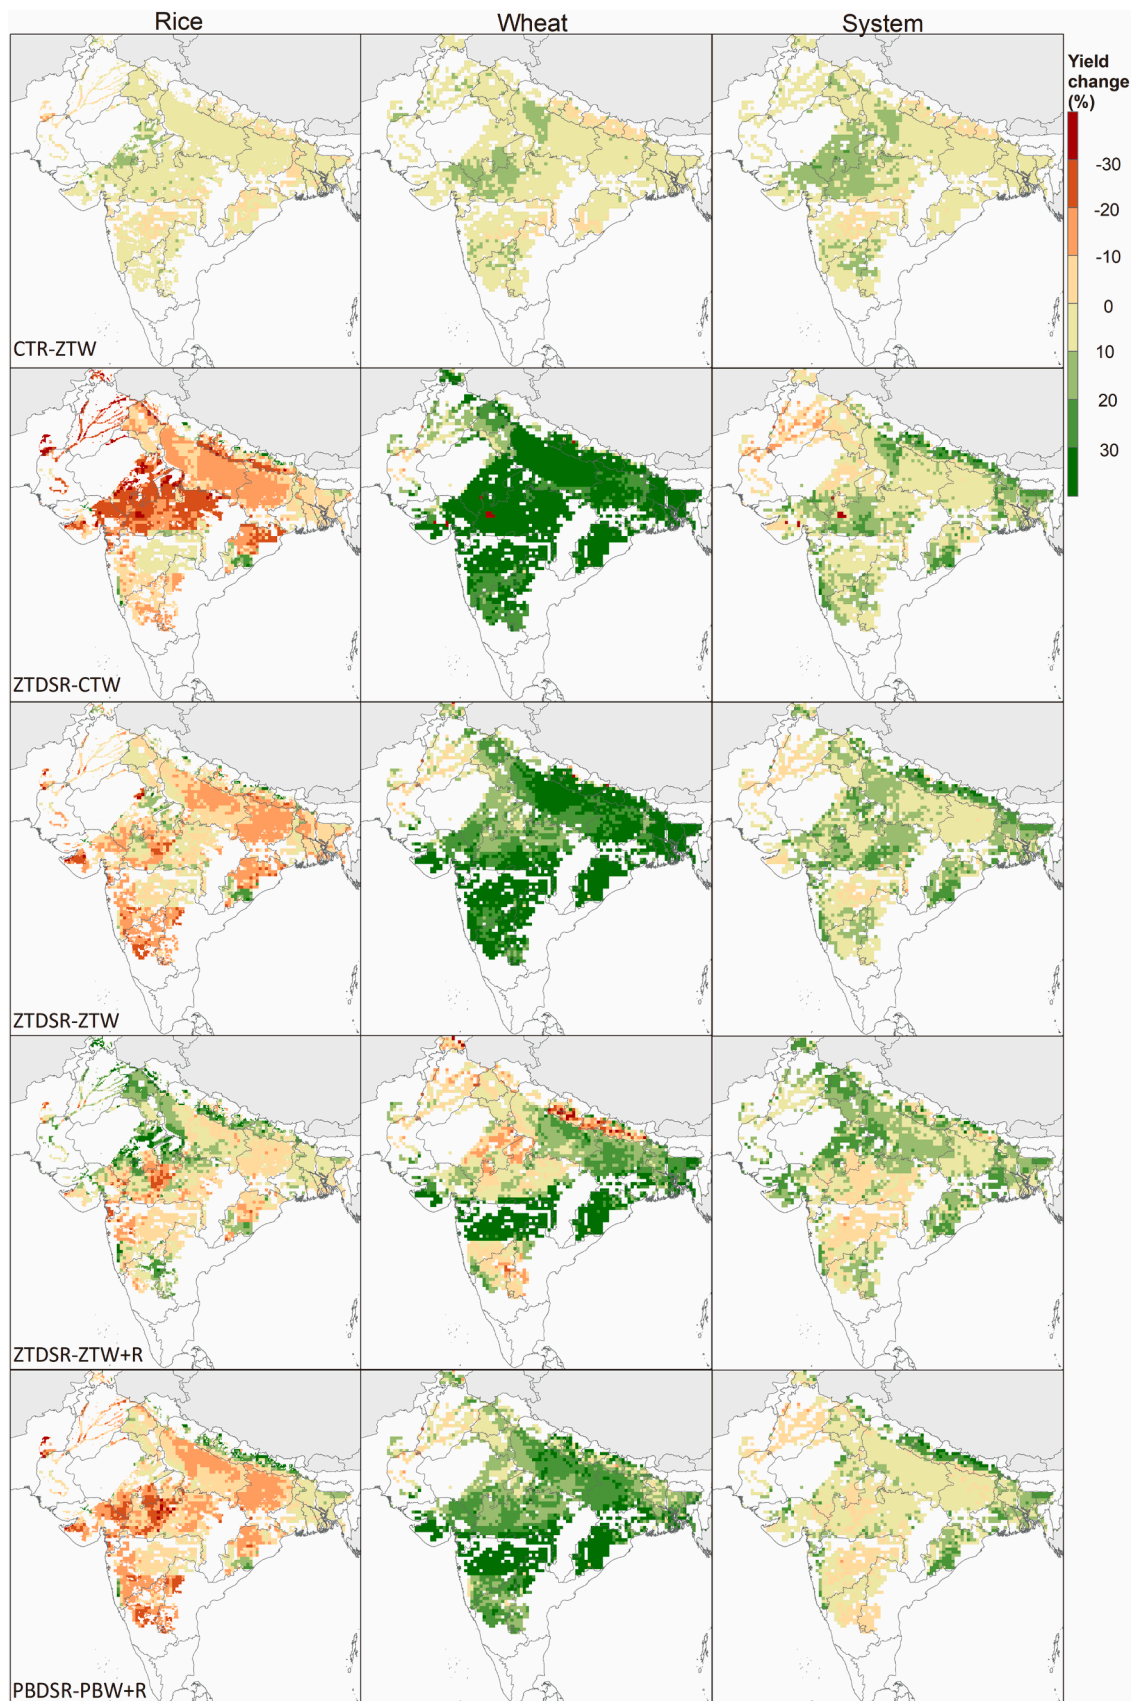 Rice
Wheat
System
Yield
change
(%)
-30
-20
-10
0
10
20
30
CTR-ZTW
ZTDSR-CTW
ZTDSR-ZTW
ZTDSR-ZTW+R
PBDSR-PBW+R